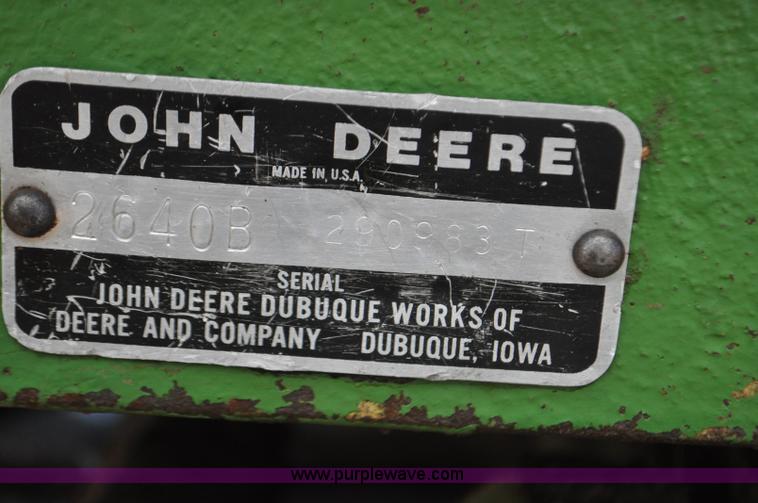 JOHN DEERE
MADE IN U.S.A.
2640B 290983 T
SERIAL
JOHN DEERE DUBUQUE WORKS OF
DEERE AND COMPANY DUBUQUE, IOWA
www.purplewave.com